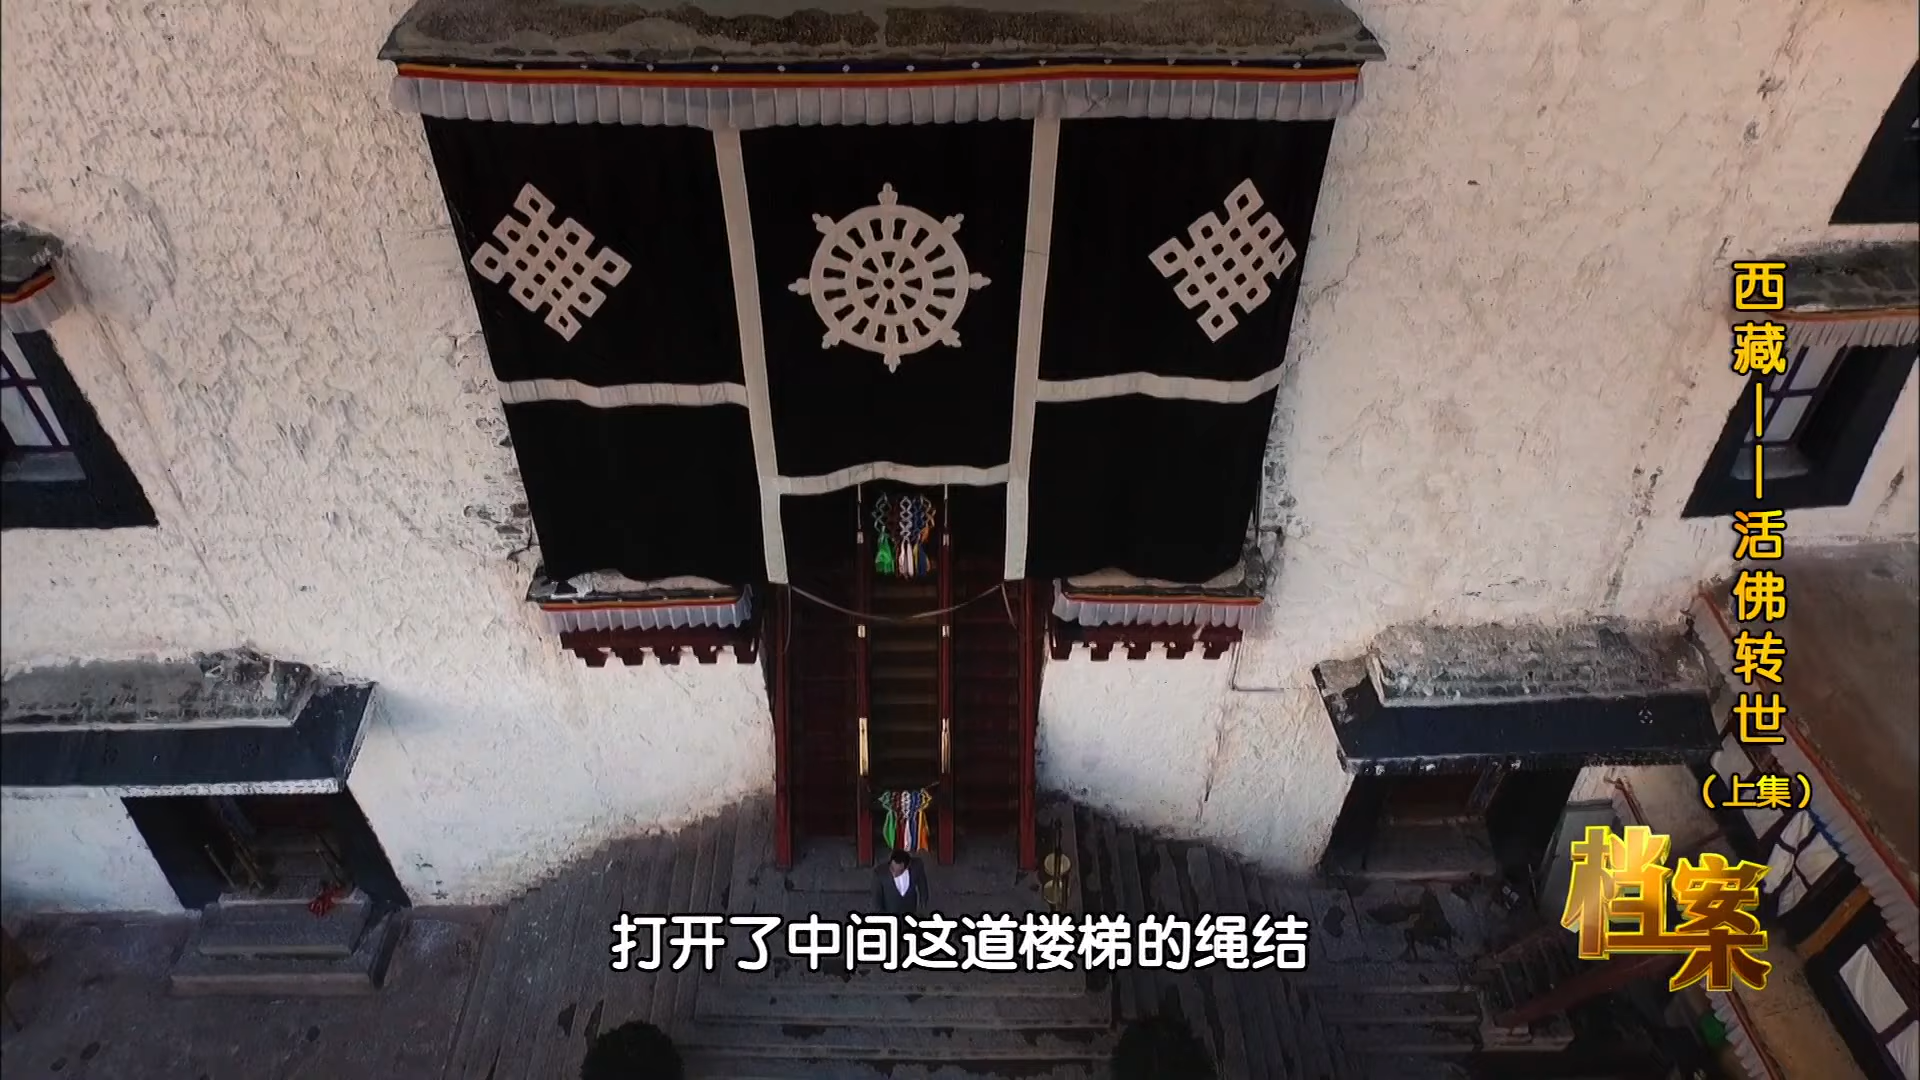 西藏——活佛转世
（上集）
档案
打开了中间这道楼梯的绳结